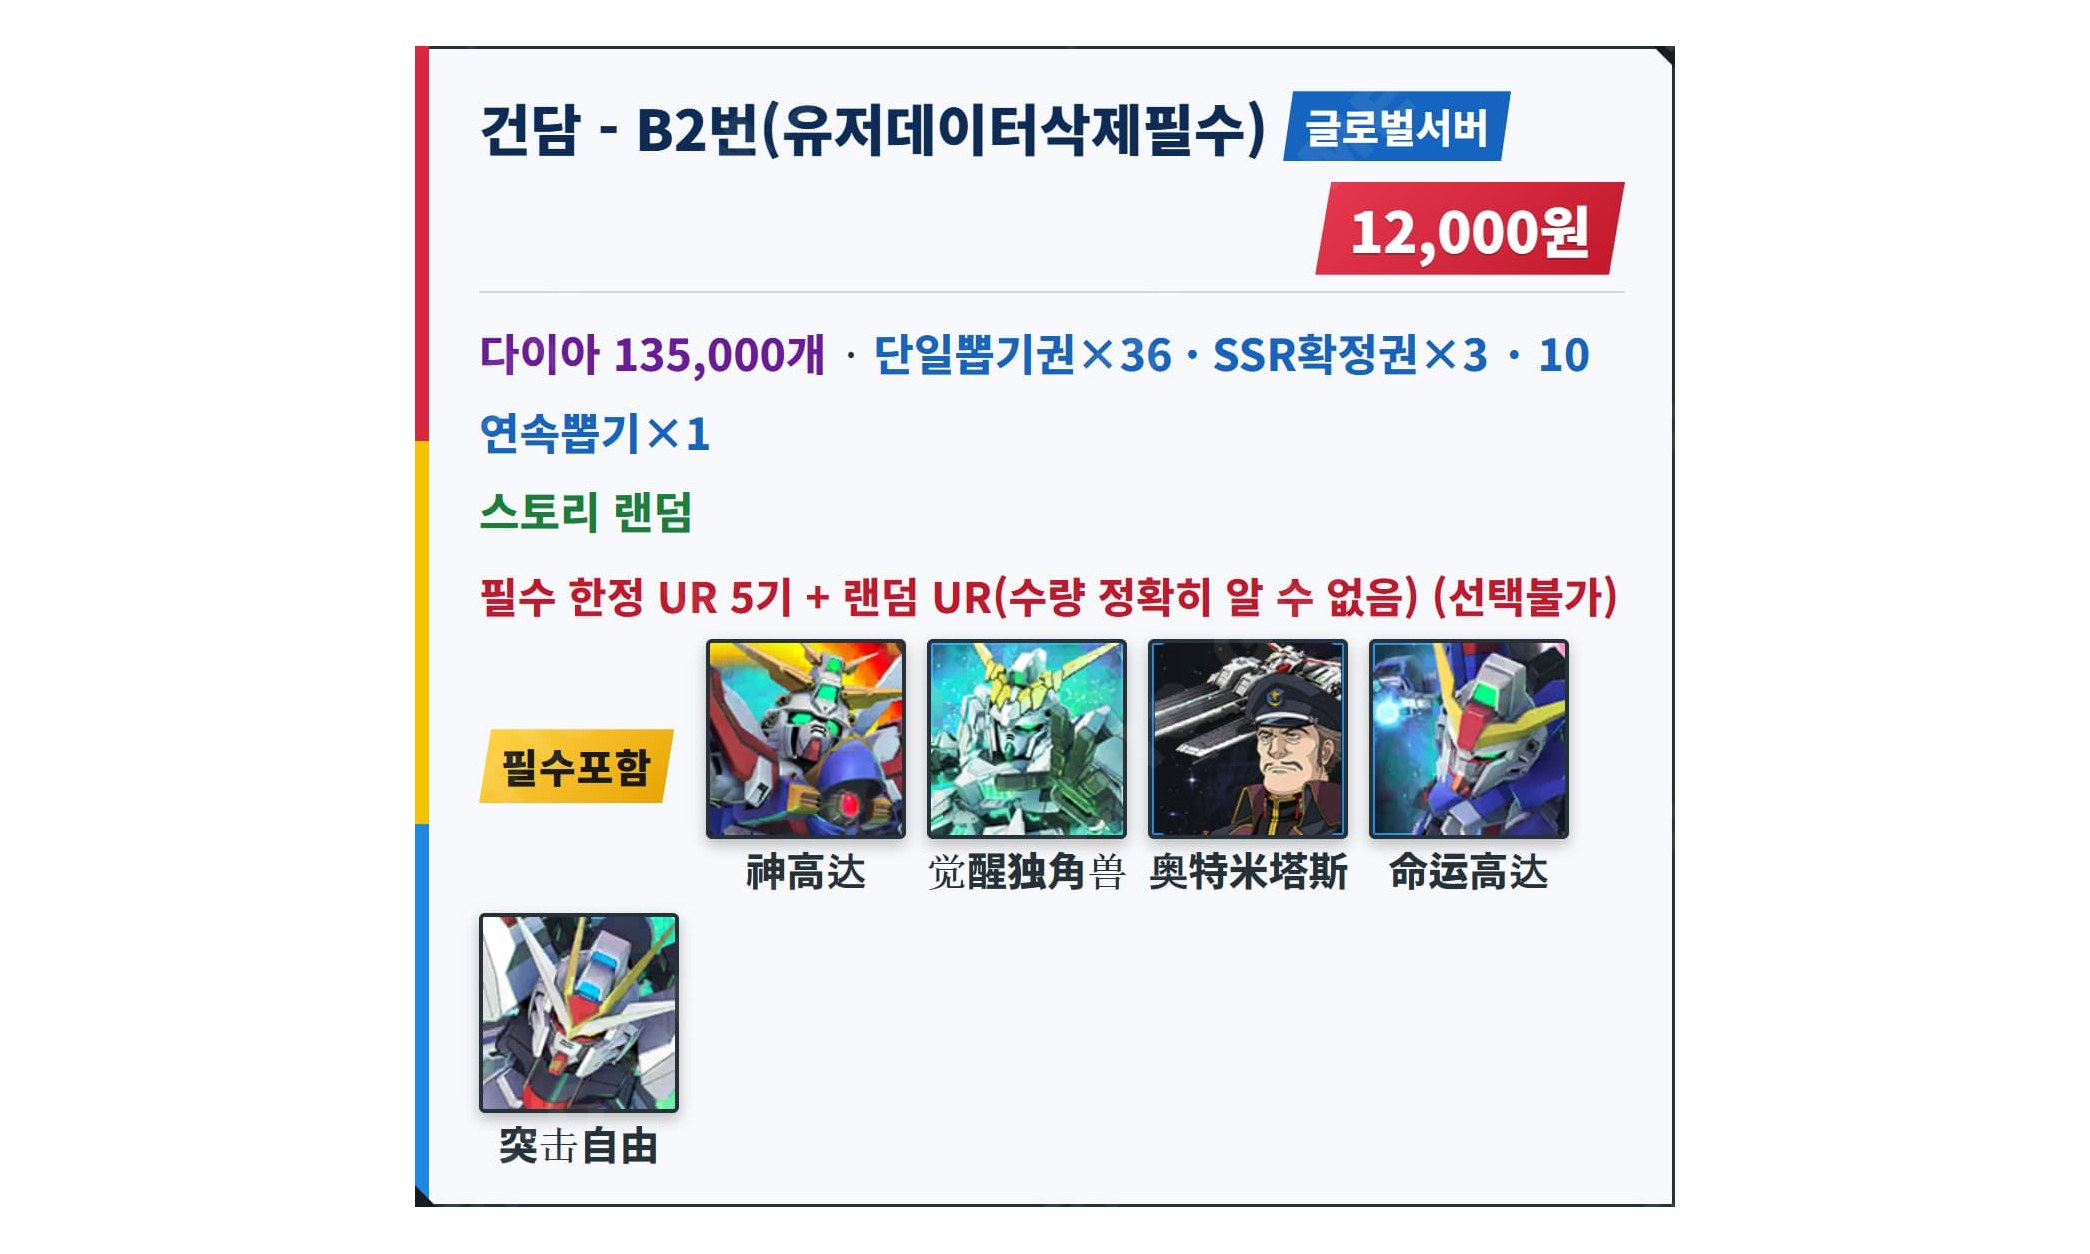 건담 - B2번(유저데이터삭제필수) 글로벌서버
12,000원
다이아 135,000개 · 단일뽑기권×36 · SSR확정권×3 · 10
연속뽑기×1
스토리 랜덤
필수 한정 UR 5기 + 랜덤 UR(수량 정확히 알 수 없음) (선택불가)
필수포함
神高达 觉醒独角兽 奥特米塔斯 命运高达
突击自由